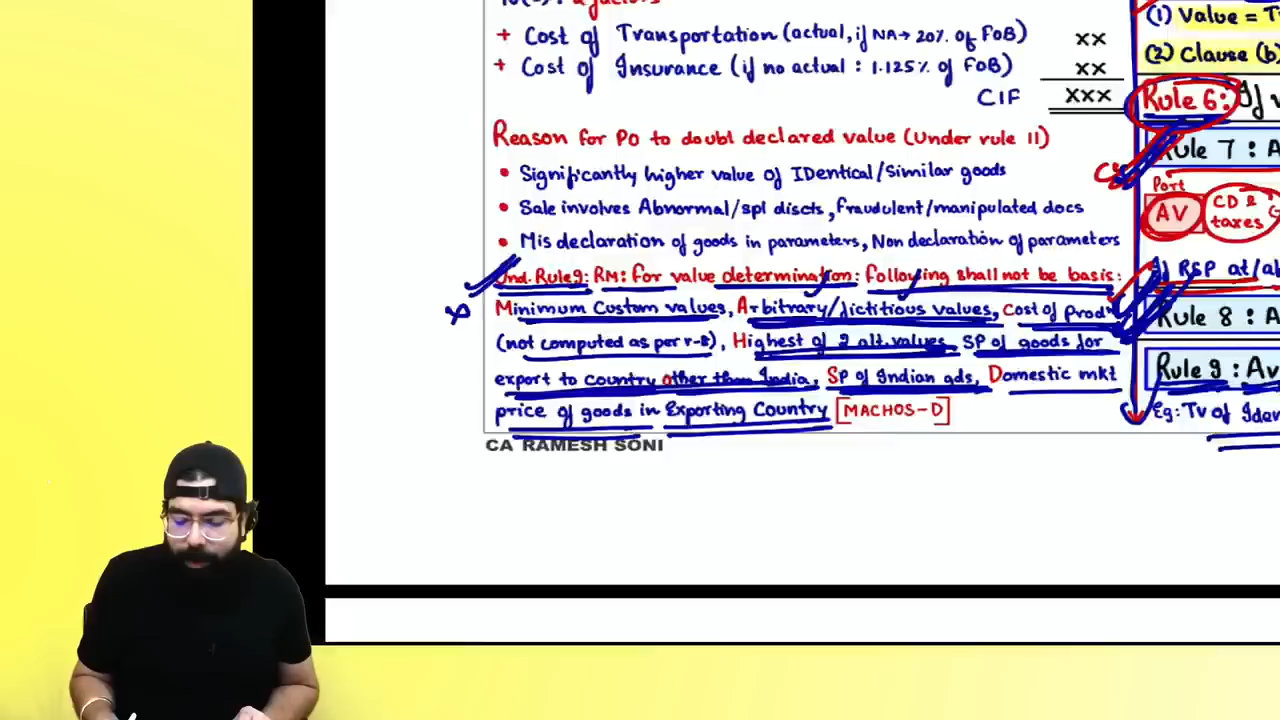 + Cost of Transportation (actual, if NA→ 20% of FOB) xx
+ Cost of Insurance (if no actual : 1.125% of FOB) xx
CIF xxx
Reason for PO to doubl declared value (Under rule 11)
• Significantly higher value of IDentical/Similar goods
• Sale involves Abnormal/spl discts, fraudulent/manipulated docs
• Mis declaration of goods in parameters, Non declaration of parameters
Ind. Rule9: RM: for value determination: Following shall not be basis:
Minimum Custom values, Arbitrary/fictitious values, Cost of prodn
(not computed as per r-8), Highest of 2 alt. values, SP of goods for
export to country other than India, SP of Indian gds, Domestic mkt
price of goods in Exporting Country [MACHOS-D]
CA RAMESH SONI
(1) Value =
(2) Clause (b)
Rule 6: If
Rule 7 : A
Port
AV CD &
taxes
RSP at/
Rule 8 : A
Rule 9 : Av
Eg: TV of Iden